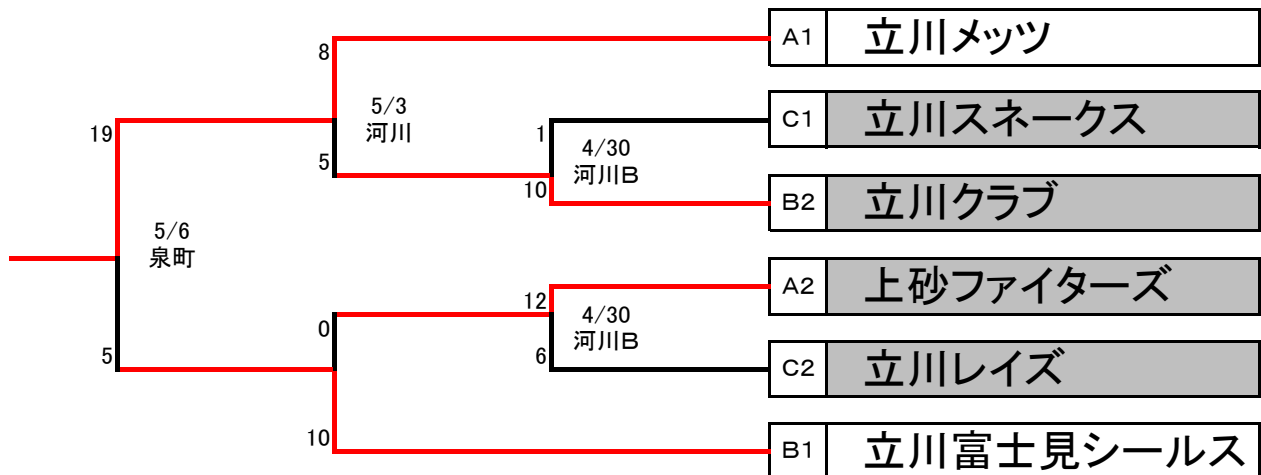 8
A1 立川メッツ
19
5/3
河川
1
C1 立川スネークス
5
4/30
河川B
10
B2 立川クラブ
5/6
泉町
12
A2 上砂ファイターズ
0
4/30
河川B
5
6
C2 立川レイズ
10
B1 立川富士見シールス